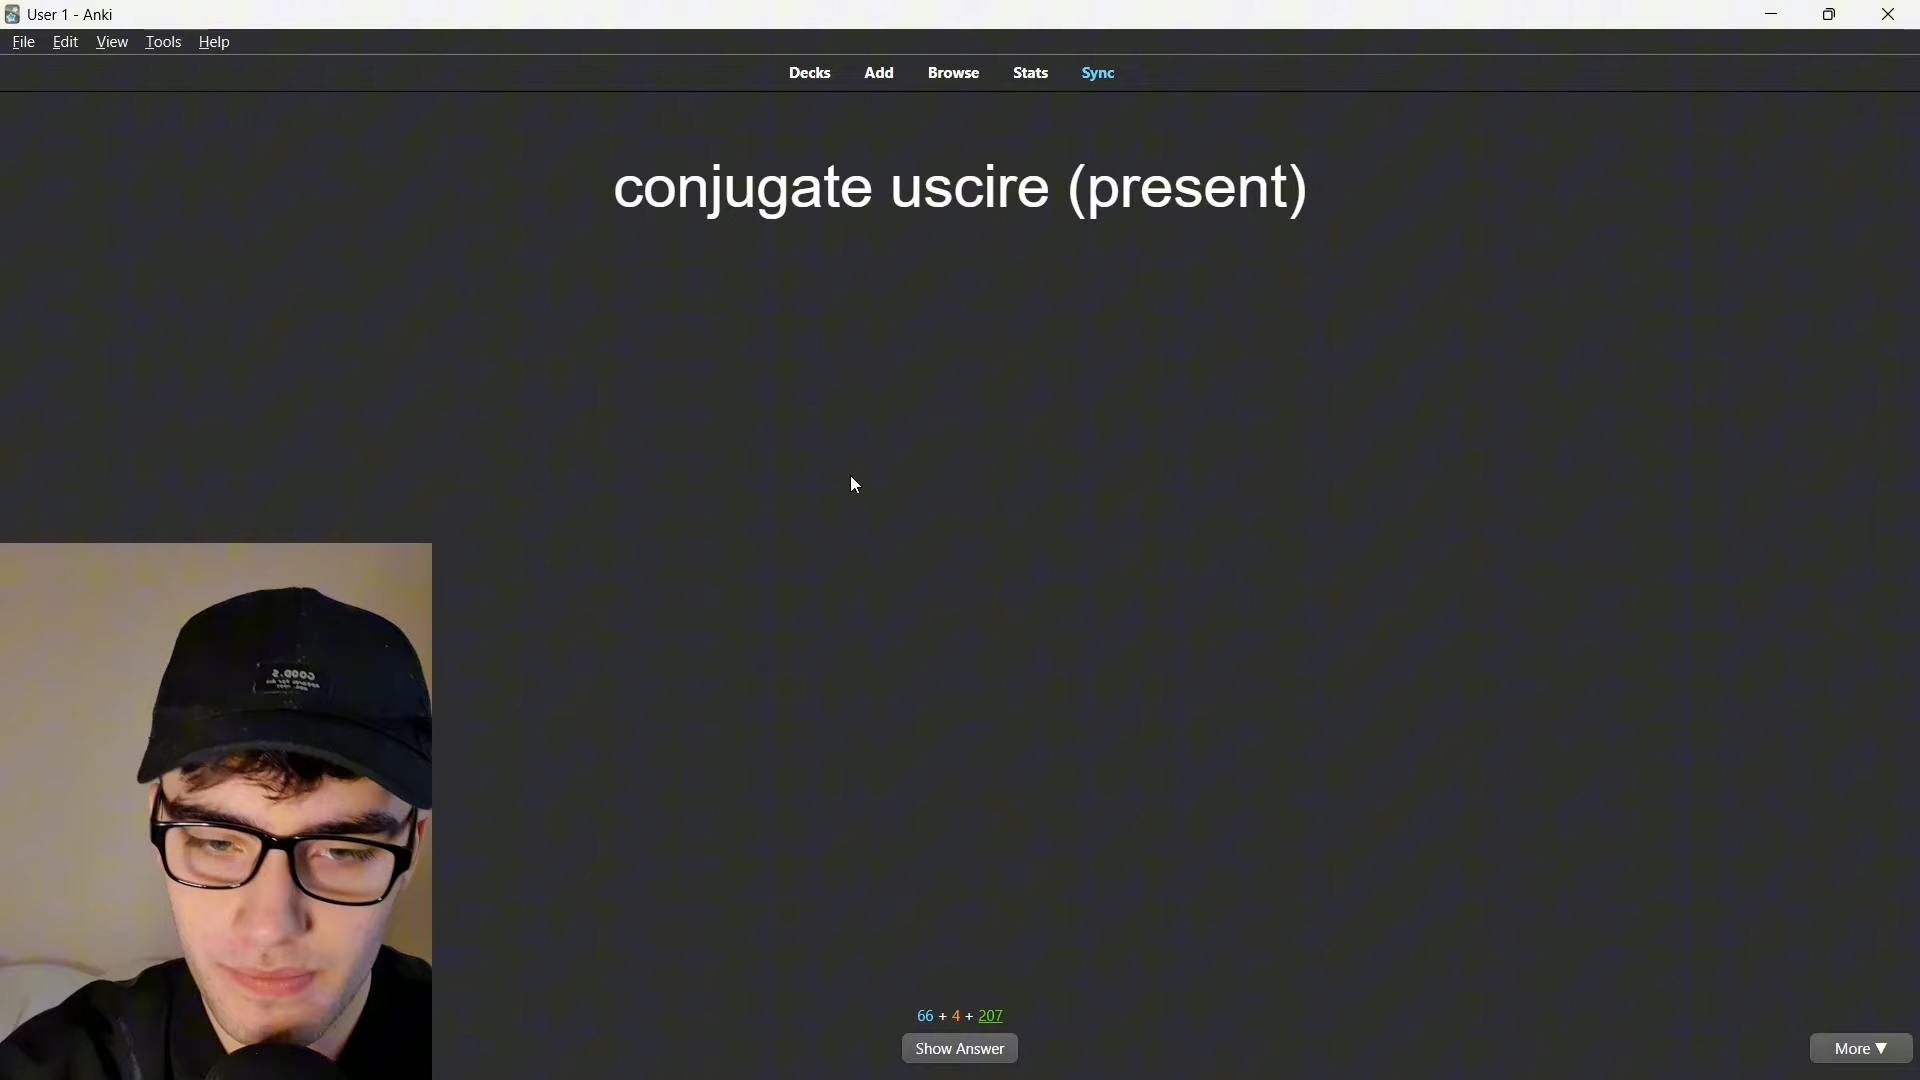 User 1 - Anki
File Edit View Tools Help
Decks Add Browse Stats Sync
conjugate uscire (present)
GOOD.S
66 + 4 + 207
Show Answer
More ▼